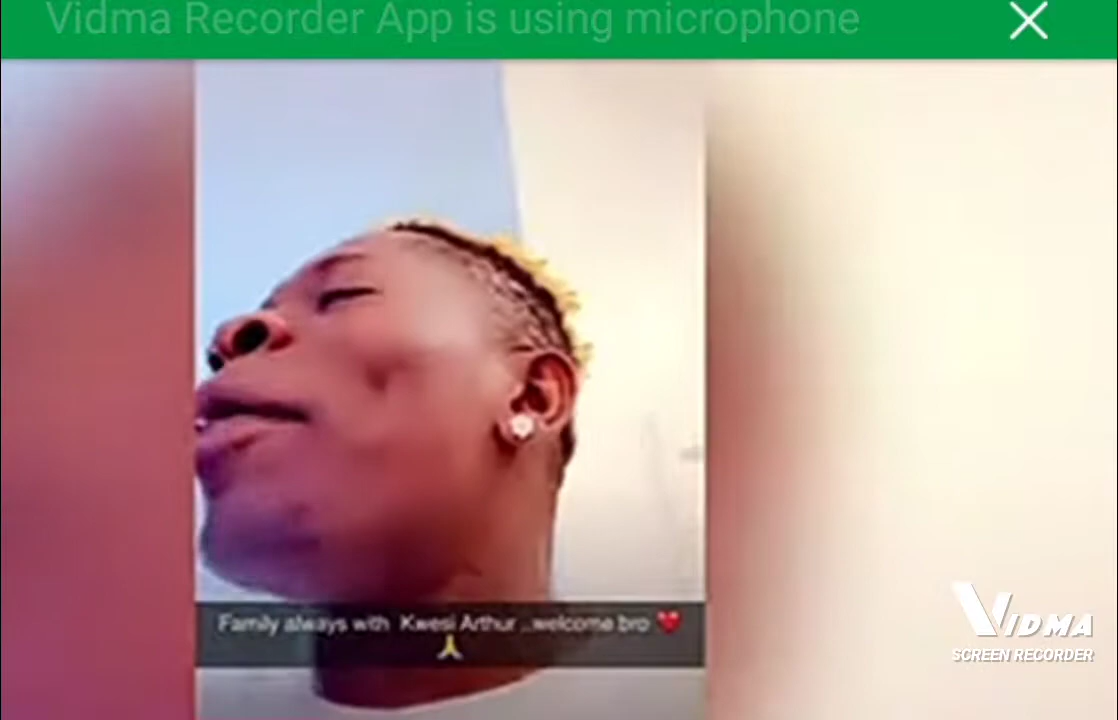 Vidma Recorder App is using microphone
Family always with Kwesi Arthur ..welcome bro ❤️
🙏
VIDMA
SCREEN RECORDER